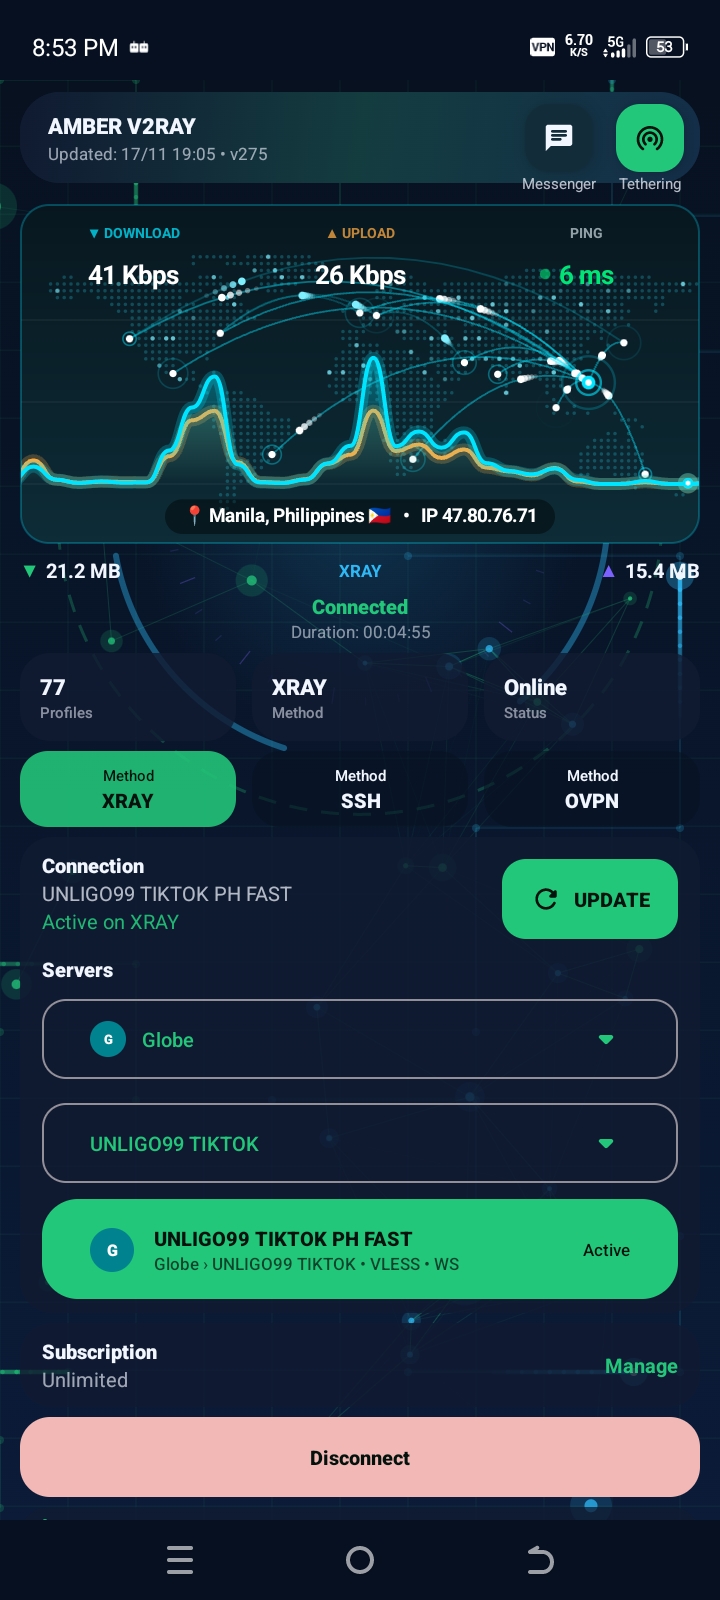 8:53 PM
VPN 6.70 K/S 5G 53
AMBER V2RAY
Updated: 17/11 19:05 • v275
Messenger Tethering
▼ DOWNLOAD ▲ UPLOAD PING
41 Kbps 26 Kbps 6 ms
📍 Manila, Philippines 🇵🇭 • IP 47.80.76.71
▼ 21.2 MB XRAY ▲ 15.4 MB
Connected
Duration: 00:04:55
77 XRAY Online
Profiles Method Status
Method Method Method
XRAY SSH OVPN
Connection
UNLIGO99 TIKTOK PH FAST
Active on XRAY
UPDATE
Servers
G Globe
UNLIGO99 TIKTOK
G UNLIGO99 TIKTOK PH FAST
Globe › UNLIGO99 TIKTOK • VLESS • WS
Active
Subscription
Unlimited
Manage
Disconnect